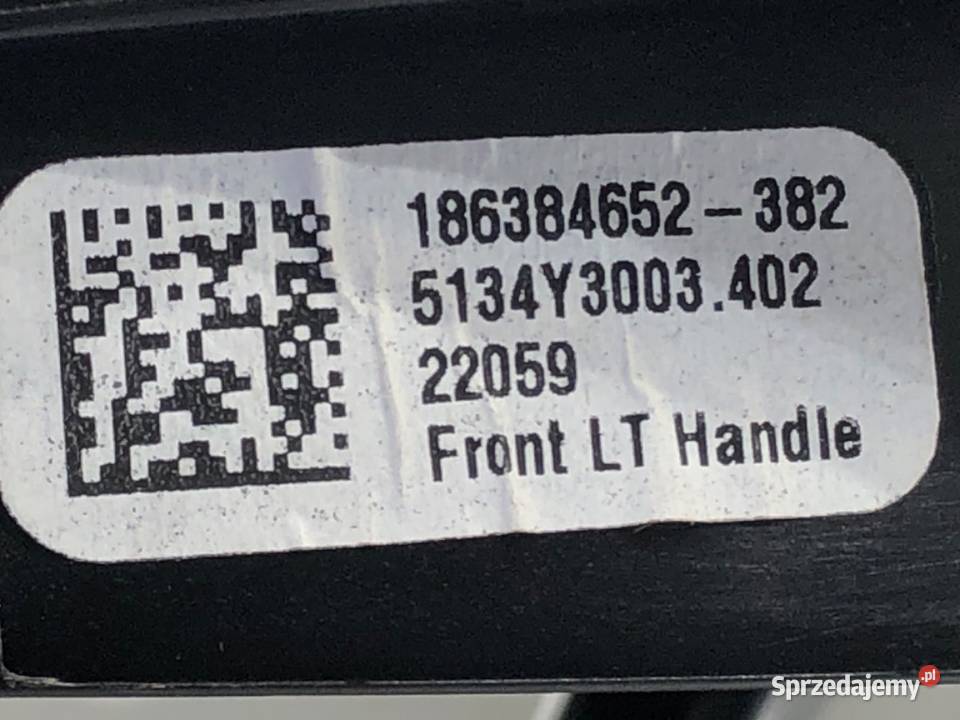 186384652-382
5134Y3003.402
22059
Front LT Handle
Sprzedajemy.pl